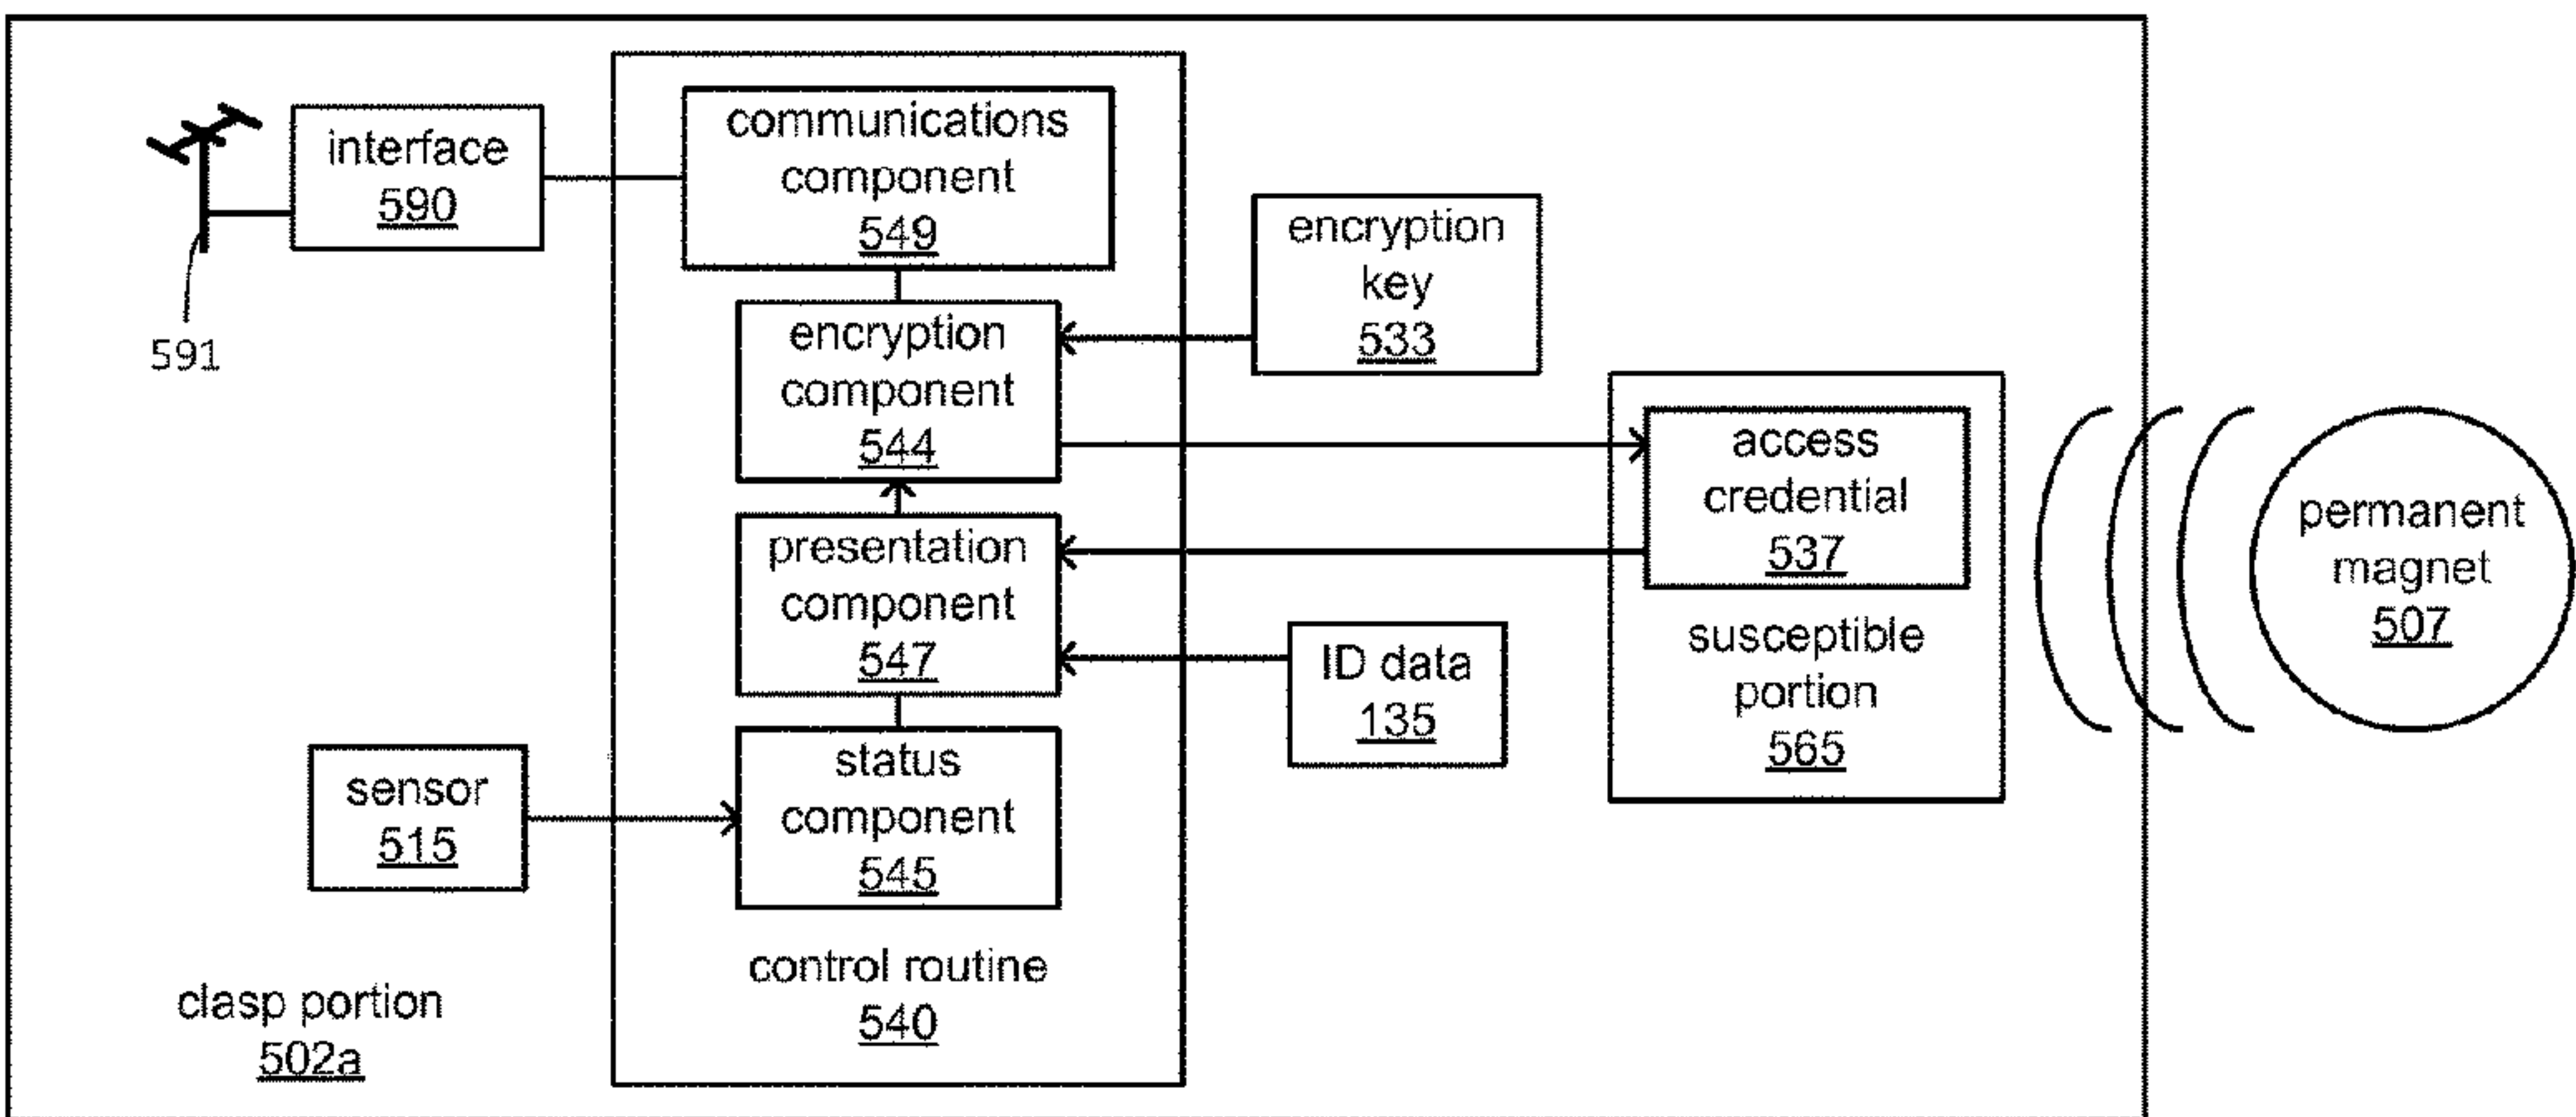 interface
590
591
communications
component
549
encryption
component
544
presentation
component
547
status
component
545
control routine
540
sensor
515
clasp portion
502a
encryption
key
533
ID data
135
access
credential
537
susceptible
portion
565
permanent
magnet
507